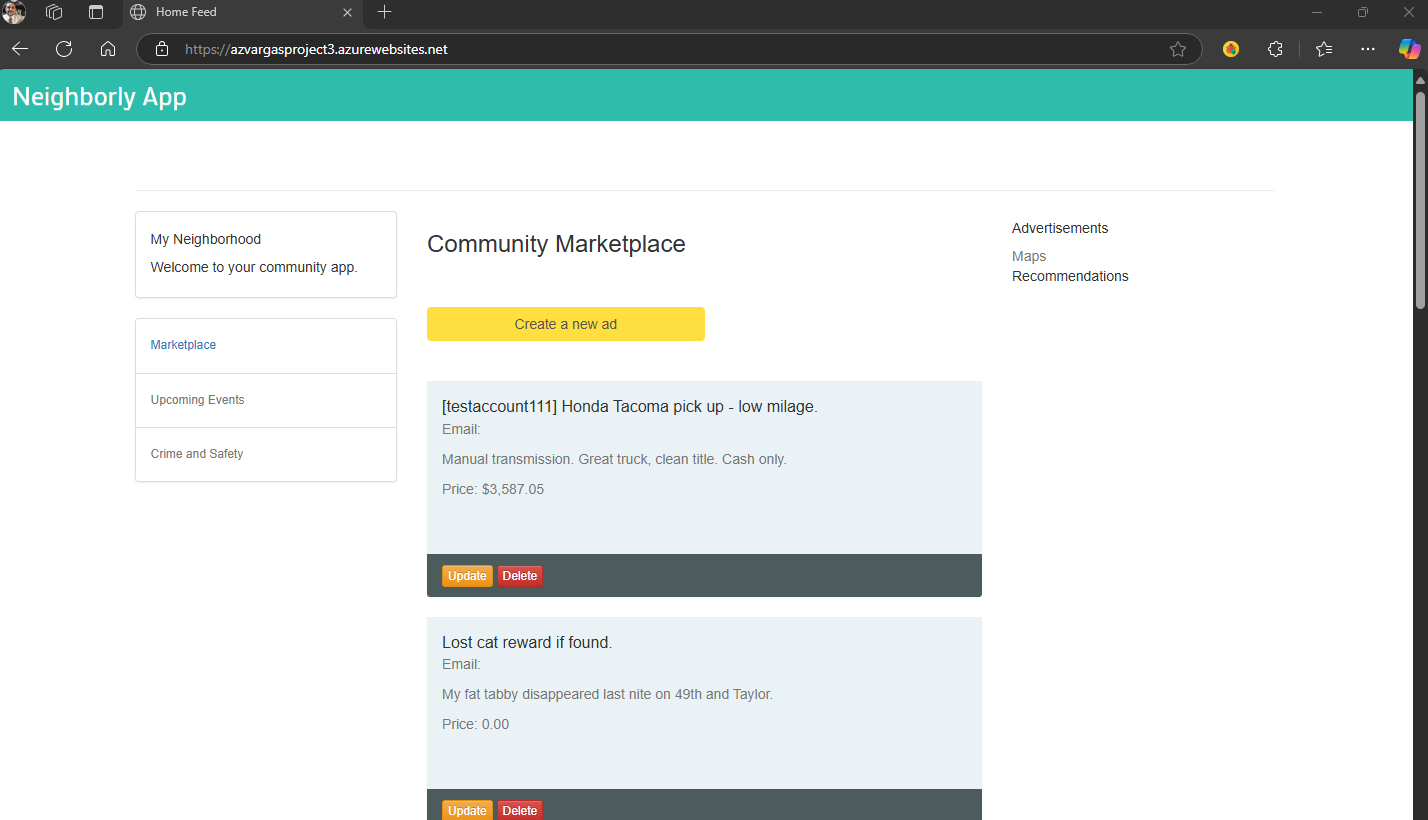 Home Feed
https://azvargasproject3.azurewebsites.net
Neighborly App
My Neighborhood
Welcome to your community app.
Marketplace
Upcoming Events
Crime and Safety
Community Marketplace
Create a new ad
[testaccount111] Honda Tacoma pick up - low milage.
Email:
Manual transmission. Great truck, clean title. Cash only.
Price: $3,587.05
Update Delete
Lost cat reward if found.
Email:
My fat tabby disappeared last nite on 49th and Taylor.
Price: 0.00
Update Delete
Advertisements
Maps
Recommendations